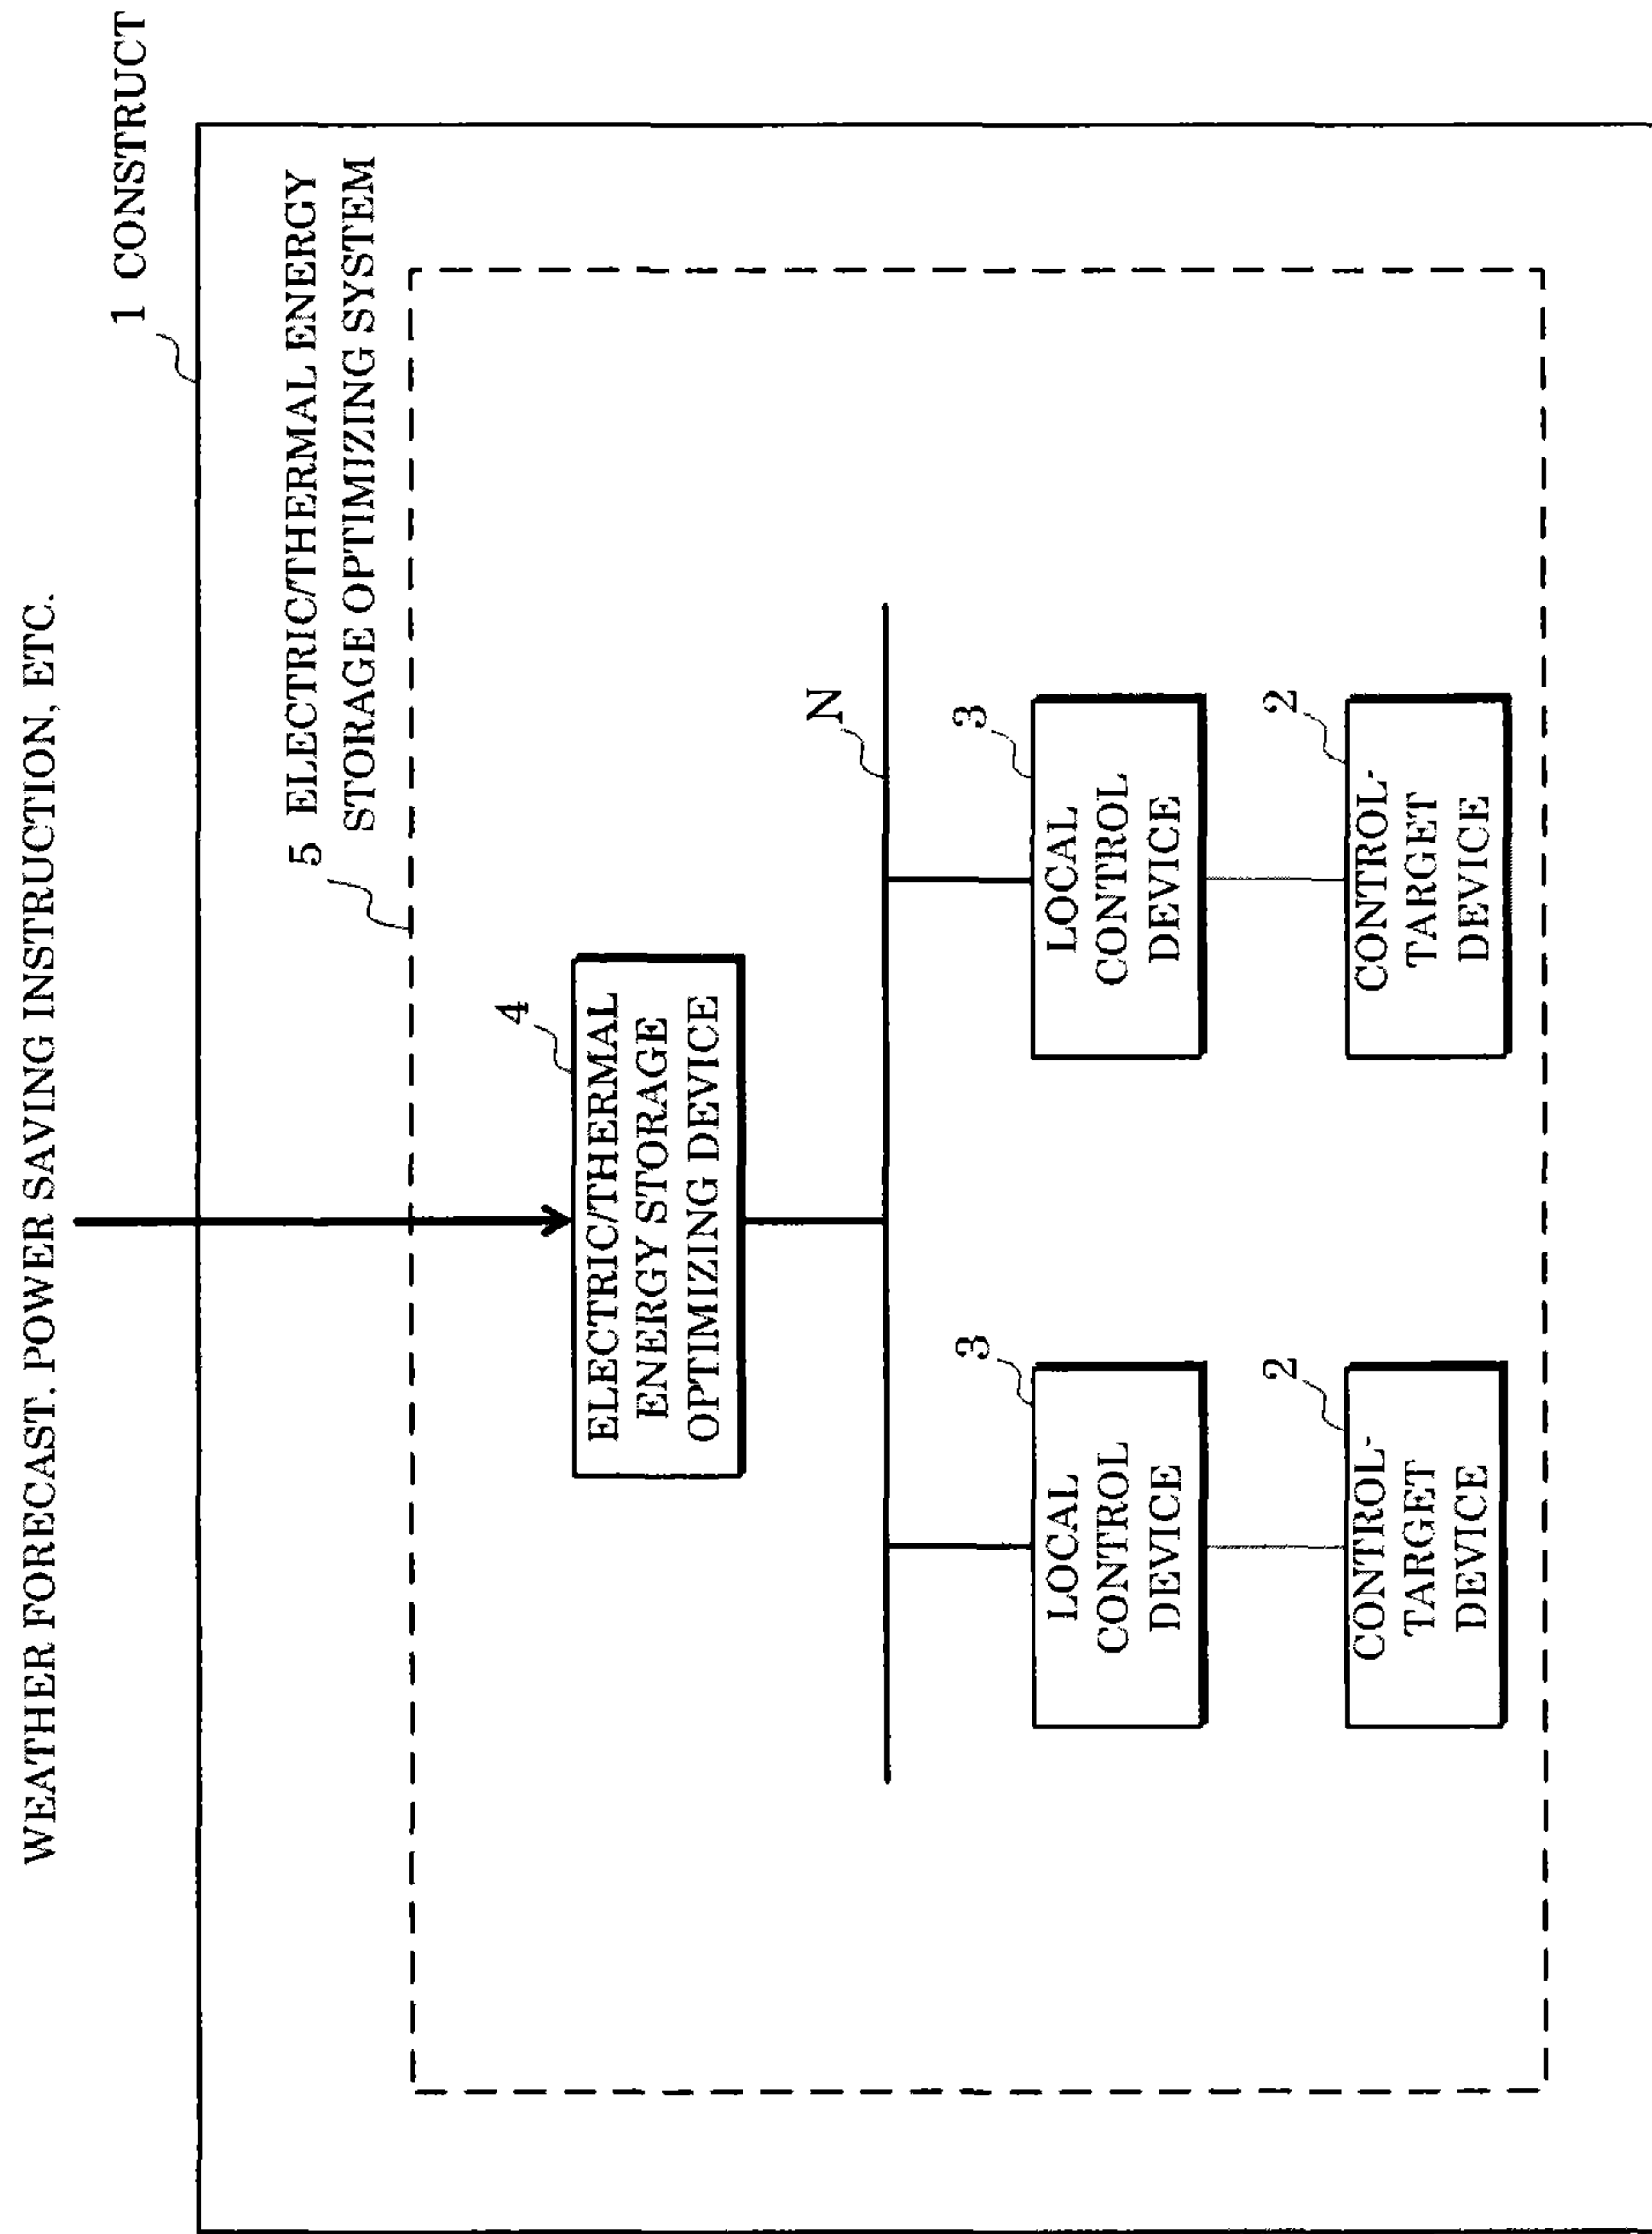 WEATHER FORECAST, POWER SAVING INSTRUCTION, ETC.
1 CONSTRUCT
5 ELECTRIC/THERMAL ENERGY
STORAGE OPTIMIZING SYSTEM
4
ELECTRIC/THERMAL
ENERGY STORAGE
OPTIMIZING DEVICE
N
3
LOCAL
CONTROL
DEVICE
3
LOCAL
CONTROL
DEVICE
2
CONTROL-
TARGET
DEVICE
2
CONTROL-
TARGET
DEVICE